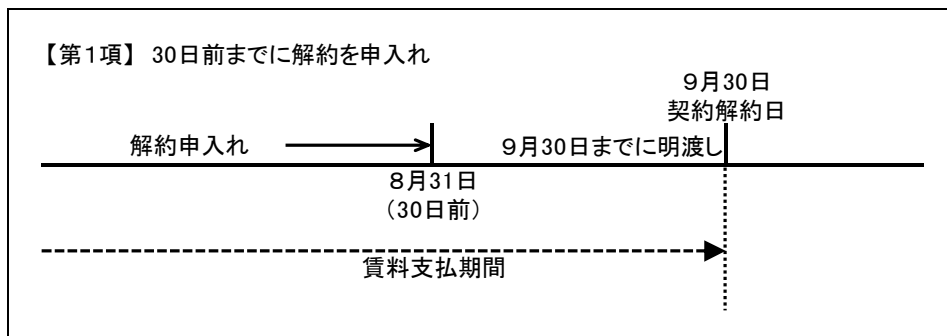 【第１項】 30日前までに解約を申入れ
９月30日
契約解約日
解約申入れ
９月30日までに明渡し
８月31日
（30日前）
賃料支払期間